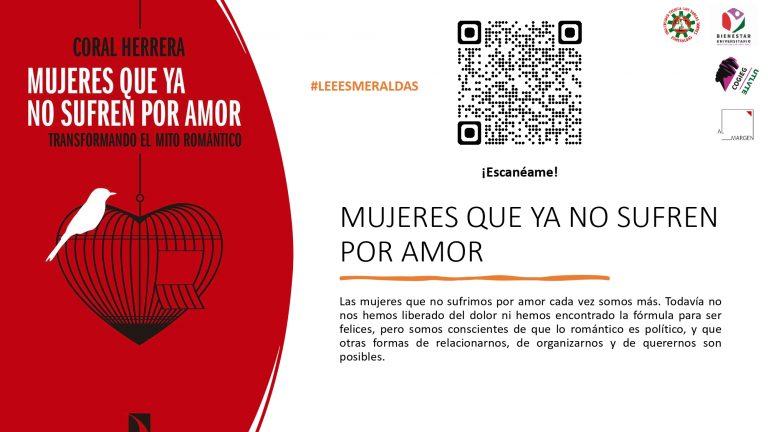 CORAL HERRERA
MUJERES QUE YA
NO SUFREN POR AMOR
TRANSFORMANDO EL MITO ROMÁNTICO
#LEEESMERALDAS
¡Escanéame!
BIENESTAR
UNIVERSITARIO
COGIEG
UTLVTE
AL
MARGEN
MUJERES QUE YA NO SUFREN
POR AMOR
Las mujeres que no sufrimos por amor cada vez somos más. Todavía no
nos hemos liberado del dolor ni hemos encontrado la fórmula para ser
felices, pero somos conscientes de que lo romántico es político, y que
otras formas de relacionarnos, de organizarnos y de querernos son
posibles.